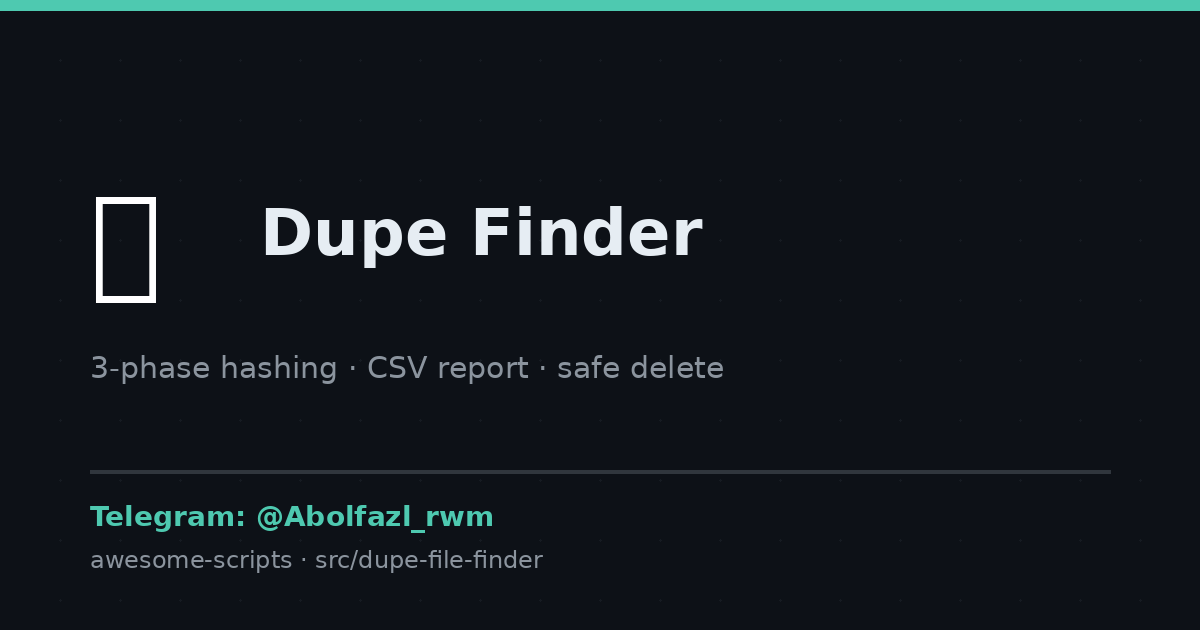 Dupe Finder
3-phase hashing · CSV report · safe delete
Telegram: @Abolfazl_rwm
awesome-scripts · src/dupe-file-finder